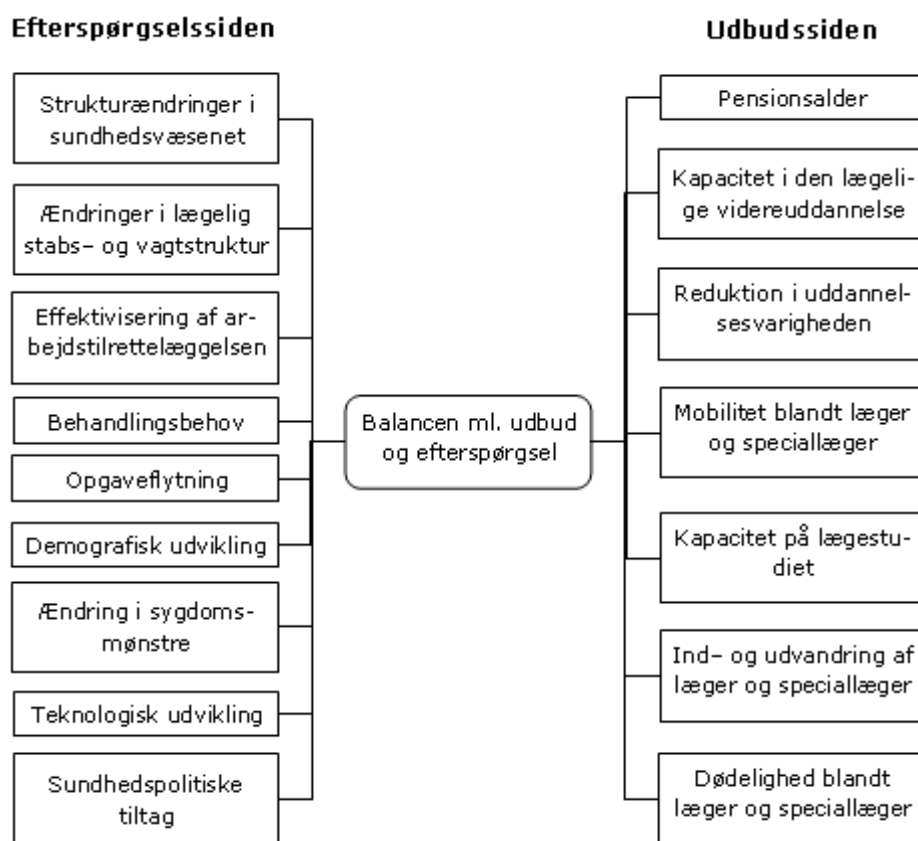 Efterspørgselssiden
Strukturændringer i
sundhedsvæsenet
Ændringer i lægelig
stabs- og vagtstruktur
Effektivisering af ar-
bejdstilrettelæggelsen
Behandlingsbehov
Opgaveflytning
Demografisk udvikling
Ændring i sygdoms-
mønstre
Teknologisk udvikling
Sundhedspolitiske
tiltag
Balancen ml. udbud
og efterspørgsel
Udbudssiden
Pensionsalder
Kapacitet i den lægeli-
ge videreuddannelse
Reduktion i uddannel-
sesvarigheden
Mobilitet blandt læger
og speciallæger
Kapacitet på lægestu-
diet
Ind- og udvandring af
læger og speciallæger
Dødelighed blandt
læger og speciallæger